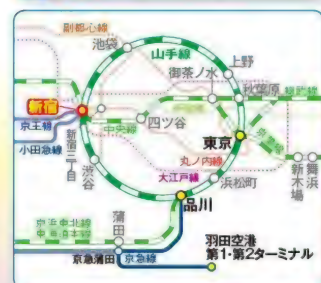 副都心線
池袋
山手線
御茶ノ水
上野
秋葉原
総武線
新宿
京王線
中央線
四ツ谷
東京
京葉線
小田急線
新宿三丁目
丸ノ内線
大江戸線
渋谷
浜松町
新木場
舞浜
品川
蒲田
京急蒲田
京急線
羽田空港
第1・第2ターミナル